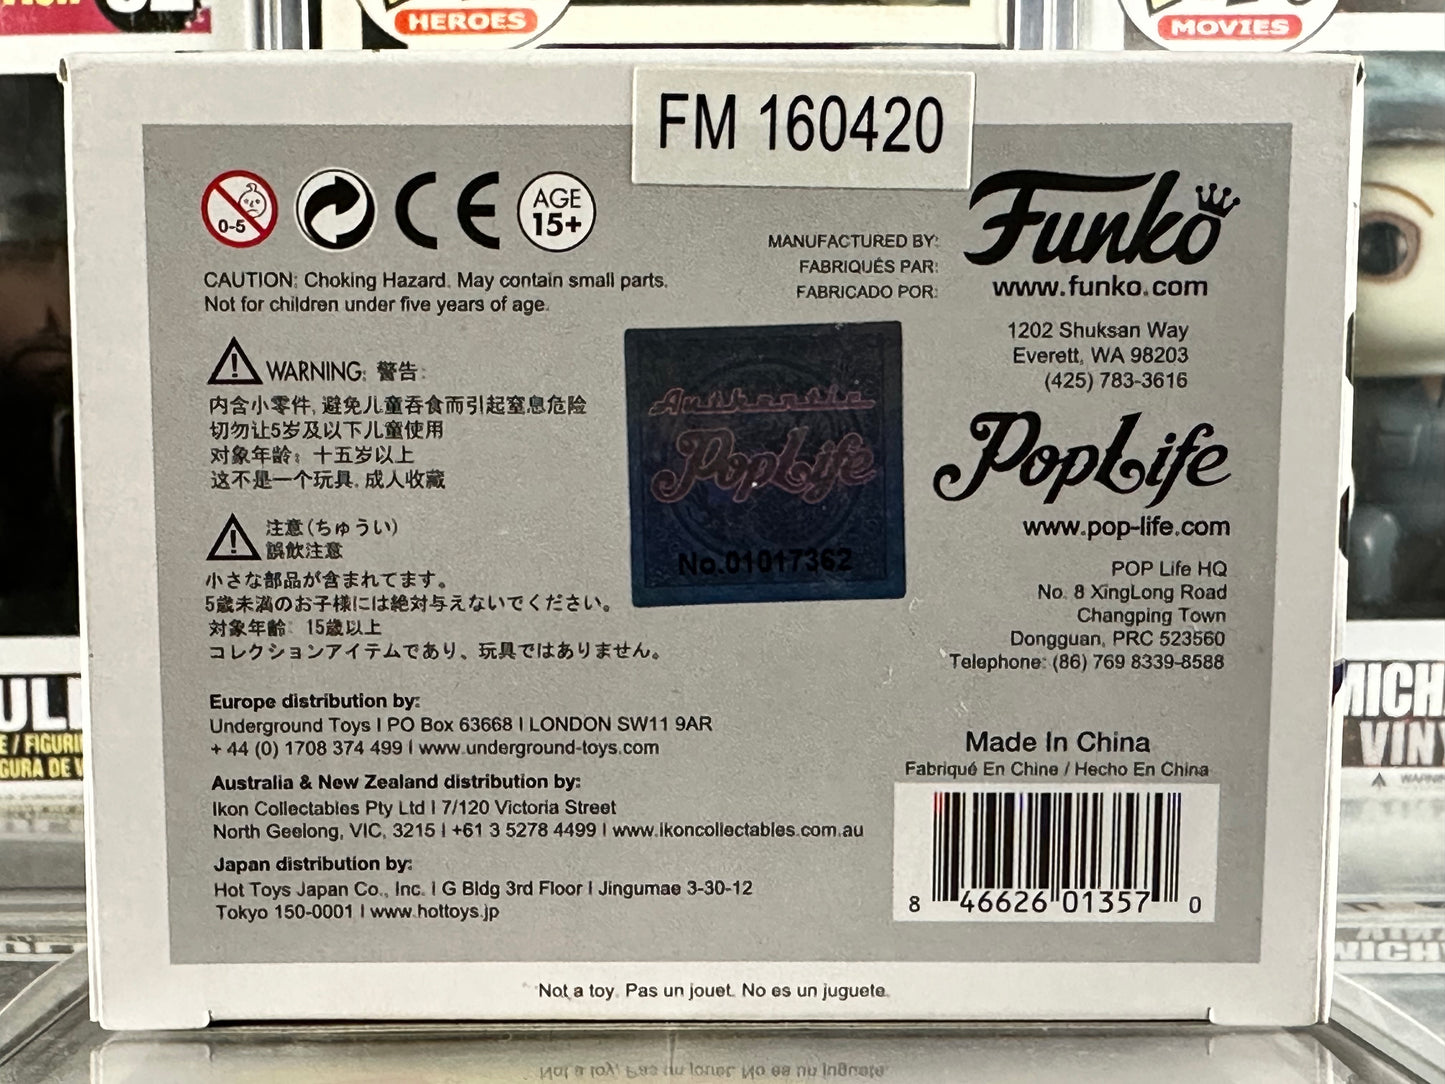 HEROES
MOVIES
FM 160420
0-5
CE
AGE
15+
CAUTION: Choking Hazard. May contain small parts.
Not for children under five years of age.
WARNING: 警告:
内含小零件, 避免儿童吞食而引起窒息危险
切勿让5岁及以下儿童使用
对象年龄: 十五岁以上
这不是一个玩具, 成人收藏
注意(ちゅうい)
誤飲注意
小さな部品が含まれてます。
5歳未満のお子様には絶対与えないでください。
対象年齢 15歳以上
コレクションアイテムであり、玩具ではありません。
Europe distribution by:
Underground Toys I PO Box 63668 I LONDON SW11 9AR
+ 44 (0) 1708 374 499 I www.underground-toys.com
Australia & New Zealand distribution by:
Ikon Collectables Pty Ltd I 7/120 Victoria Street
North Geelong, VIC, 3215 I +61 3 5278 4499 I www.ikoncollectables.com.au
Japan distribution by:
Hot Toys Japan Co., Inc. I G Bldg 3rd Floor I Jingumae 3-30-12
Tokyo 150-0001 I www.hottoys.jp
MANUFACTURED BY:
FABRIQUÉS PAR:
FABRICADO POR:
Funko
www.funko.com
1202 Shuksan Way
Everett, WA 98203
(425) 783-3616
Authentic
PopLife
No.01017362
PopLife
www.pop-life.com
POP Life HQ
No. 8 XingLong Road
Changping Town
Dongguan, PRC 523560
Telephone: (86) 769 8339-8588
Made In China
Fabriqué En Chine / Hecho En China
8 46626 01357 0
Not a toy. Pas un jouet. No es un juguete.
MICH
VINY